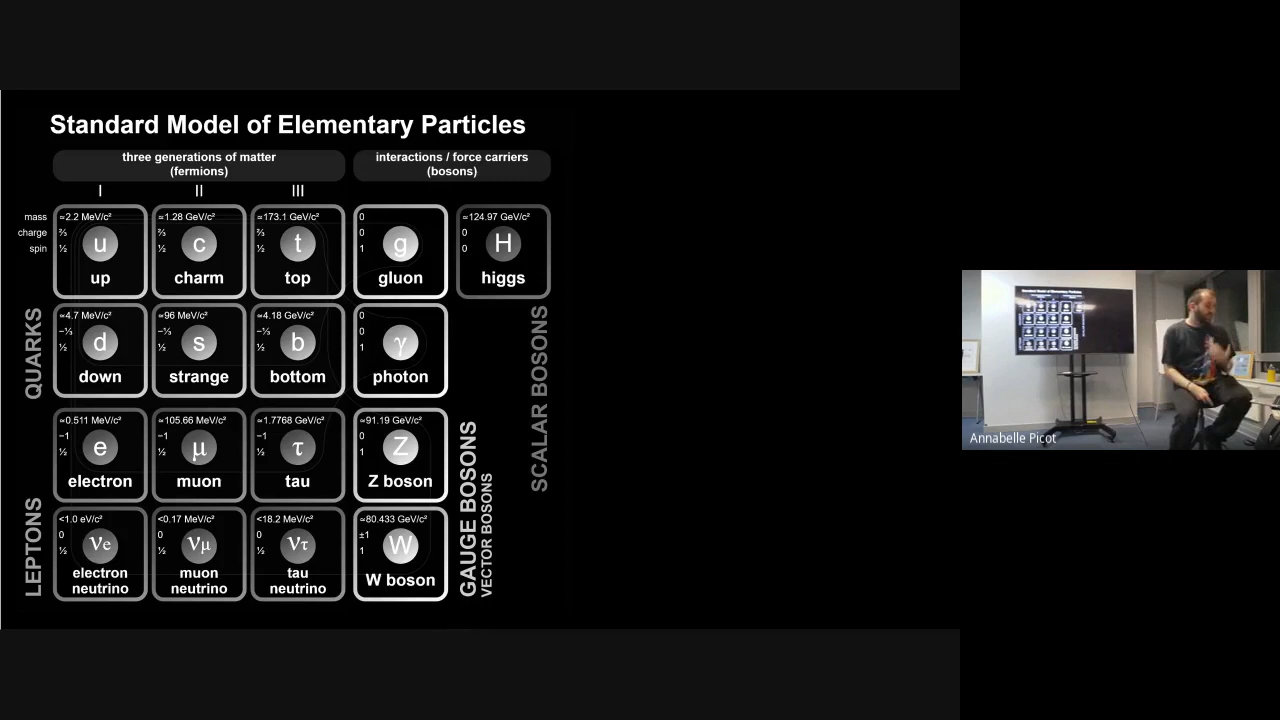 Standard Model of Elementary Particles
three generations of matter
(fermions)
interactions / force carriers
(bosons)
I
II
III
mass
charge
spin
≃2.2 MeV/c²
⅔
½
u
up
≃1.28 GeV/c²
⅔
½
c
charm
≃173.1 GeV/c²
⅔
½
t
top
0
0
1
g
gluon
≃124.97 GeV/c²
0
0
H
higgs
QUARKS
≃4.7 MeV/c²
−⅓
½
d
down
≃96 MeV/c²
−⅓
½
s
strange
≃4.18 GeV/c²
−⅓
½
b
bottom
0
0
1
γ
photon
SCALAR BOSONS
LEPTONS
≃0.511 MeV/c²
−1
½
e
electron
≃105.66 MeV/c²
−1
½
μ
muon
≃1.7768 GeV/c²
−1
½
τ
tau
≃91.19 GeV/c²
0
1
Z
Z boson
GAUGE BOSONS
VECTOR BOSONS
<1.0 eV/c²
0
½
νe
electron
neutrino
<0.17 MeV/c²
0
½
νμ
muon
neutrino
<18.2 MeV/c²
0
½
ντ
tau
neutrino
≃80.433 GeV/c²
±1
1
W
W boson
Standard Model of Elementary Particles
Annabelle Picot